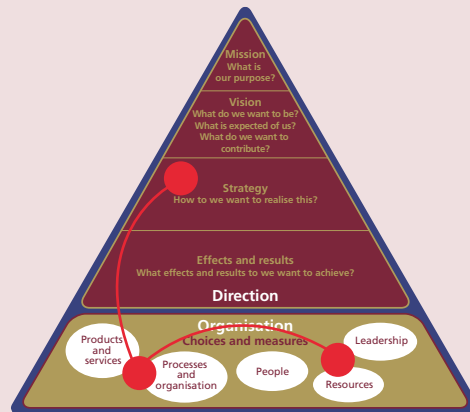 Mission
What is
our purpose?
Vision
What do we want to be?
What is expected of us?
What do we want to
contribute?
Strategy
How to we want to realise this?
Effects and results
What effects and results to we want to achieve?
Direction
Organisation
Choices and measures
Products
and
services
Processes
and
organisation
People
Leadership
Resources